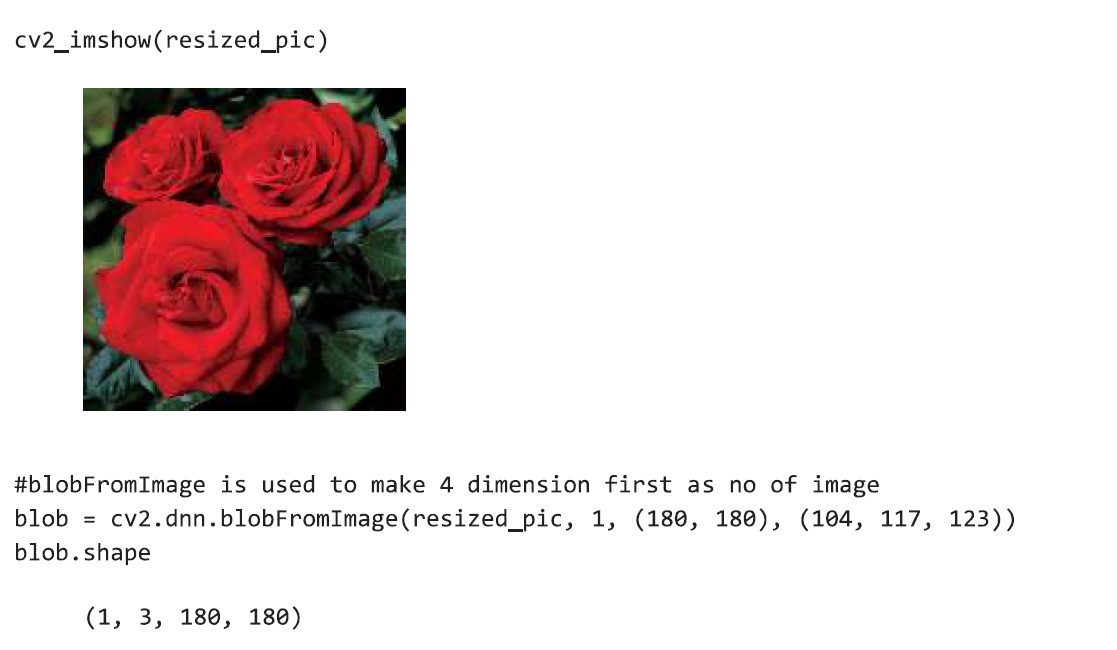 cv2_imshow(resized_pic)
#blobFromImage is used to make 4 dimension first as no of image
blob = cv2.dnn.blobFromImage(resized_pic, 1, (180, 180), (104, 117, 123))
blob.shape
(1, 3, 180, 180)